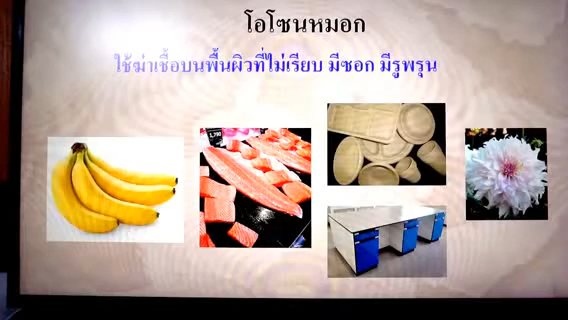 โอโซนหมอก
ใช้ฆ่าเชื้อบนพื้นผิวที่ไม่เรียบ มีซอก มีรูพรุน
1,790